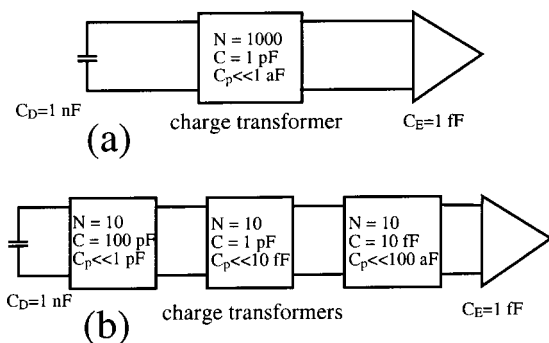 N = 1000
C = 1 pF
Cp<<1 aF
CD=1 nF
charge transformer
CE=1 fF
(a)
N = 10
C = 100 pF
Cp<<1 pF
N = 10
C = 1 pF
Cp<<10 fF
N = 10
C = 10 fF
Cp<<100 aF
CD=1 nF
charge transformers
CE=1 fF
(b)